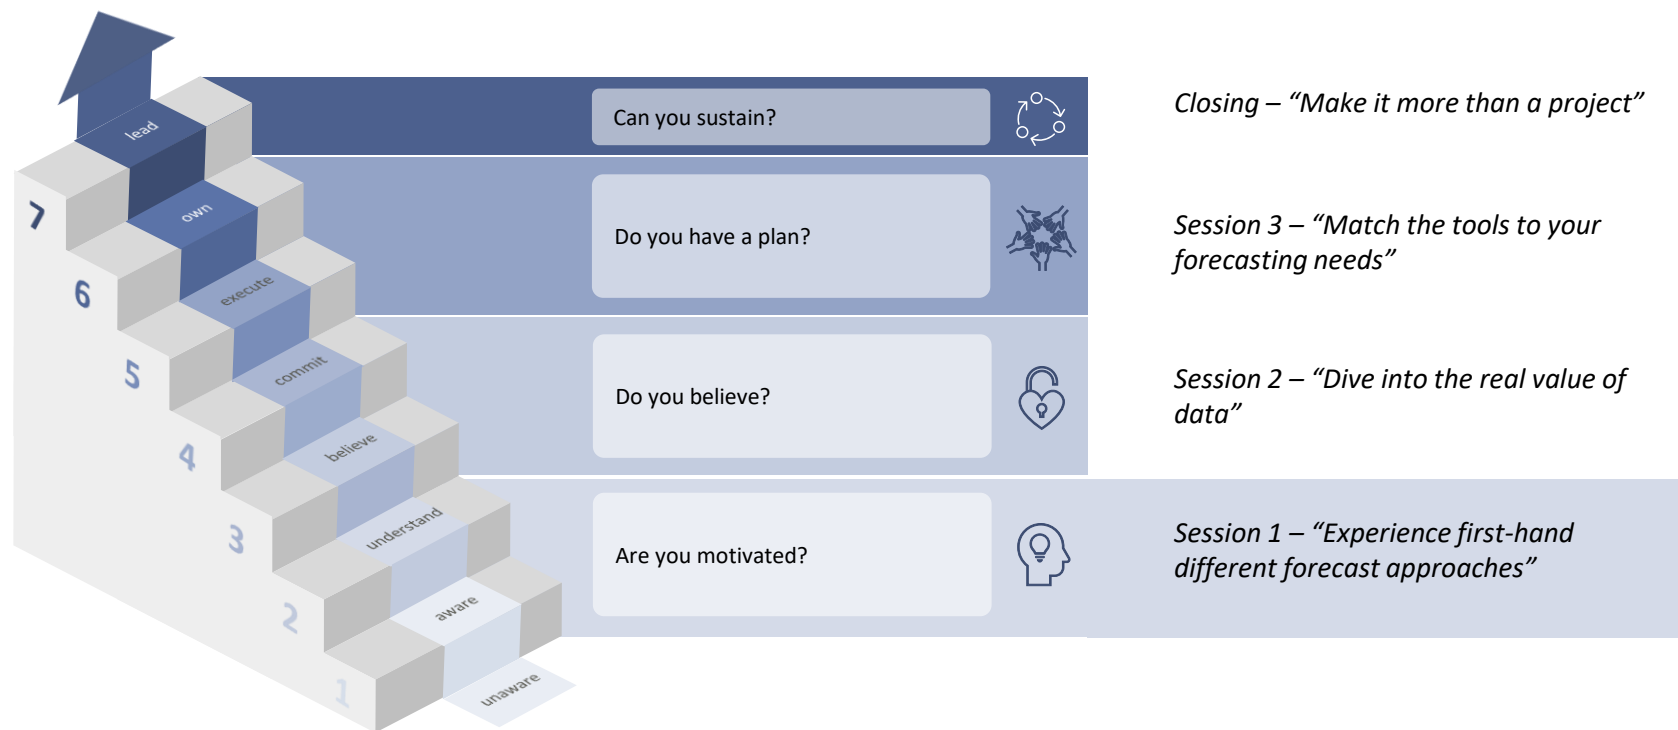 lead
own
execute
commit
believe
understand
aware
unaware
7
6
5
4
3
2
1
Can you sustain?
Closing – “Make it more than a project”
Do you have a plan?
Session 3 – “Match the tools to your
forecasting needs”
Do you believe?
Session 2 – “Dive into the real value of
data”
Are you motivated?
Session 1 – “Experience first-hand
different forecast approaches”